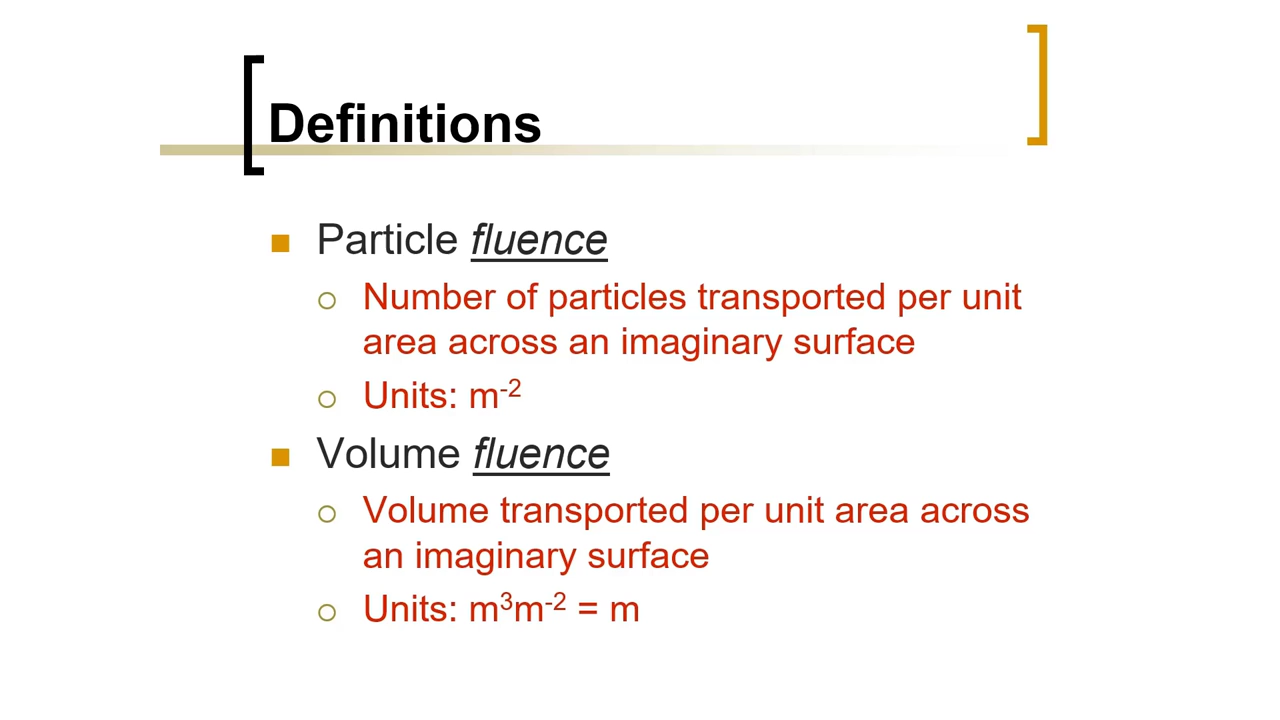 Definitions
Particle fluence
Number of particles transported per unit
area across an imaginary surface
Units: m⁻²
Volume fluence
Volume transported per unit area across
an imaginary surface
Units: m³m⁻² = m